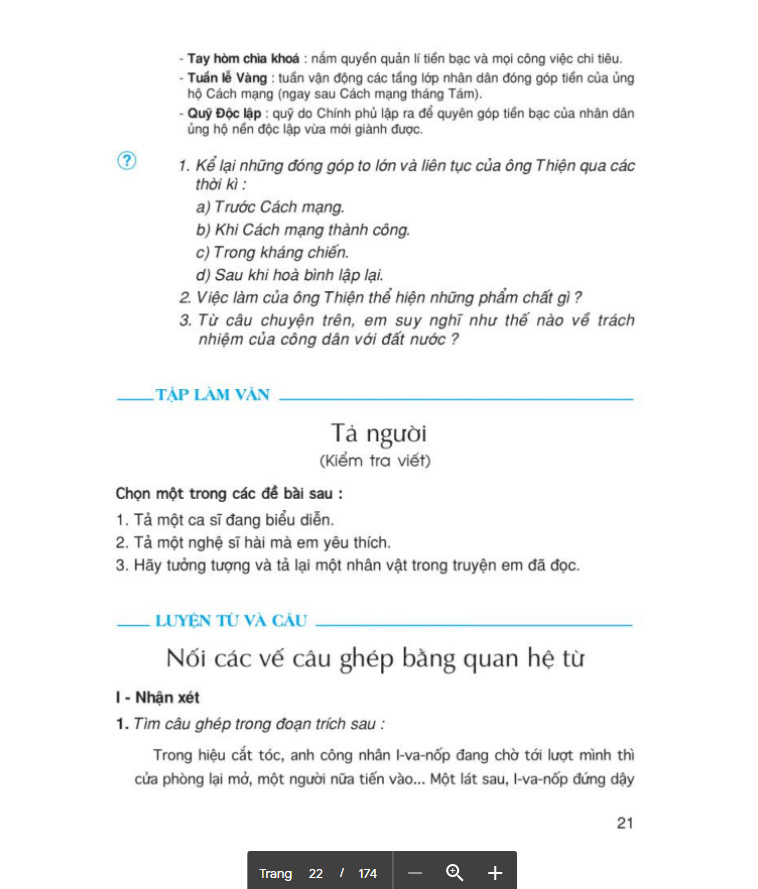 - Tay hòm chìa khoá : nắm quyền quản lí tiền bạc và mọi công việc chi tiêu.
- Tuần lễ Vàng : tuần vận động các tầng lớp nhân dân đóng góp tiền của ủng
hộ Cách mạng (ngay sau Cách mạng tháng Tám).
- Quỹ Độc lập : quỹ do Chính phủ lập ra để quyên góp tiền bạc của nhân dân
ủng hộ nền độc lập vừa mới giành được.
?
1. Kể lại những đóng góp to lớn và liên tục của ông Thiện qua các
thời kì :
a) Trước Cách mạng.
b) Khi Cách mạng thành công.
c) Trong kháng chiến.
d) Sau khi hoà bình lập lại.
2. Việc làm của ông Thiện thể hiện những phẩm chất gì ?
3. Từ câu chuyện trên, em suy nghĩ như thế nào về trách
nhiệm của công dân với đất nước ?
TẬP LÀM VĂN
Tả người
(Kiểm tra viết)
Chọn một trong các đề bài sau :
1. Tả một ca sĩ đang biểu diễn.
2. Tả một nghệ sĩ hài mà em yêu thích.
3. Hãy tưởng tượng và tả lại một nhân vật trong truyện em đã đọc.
LUYỆN TỪ VÀ CÂU
Nối các vế câu ghép bằng quan hệ từ
I - Nhận xét
1. Tìm câu ghép trong đoạn trích sau :
Trong hiệu cắt tóc, anh công nhân I-va-nốp đang chờ tới lượt mình thì
cửa phòng lại mở, một người nữa tiến vào... Một lát sau, I-va-nốp đứng dậy
21
Trang 22 / 174